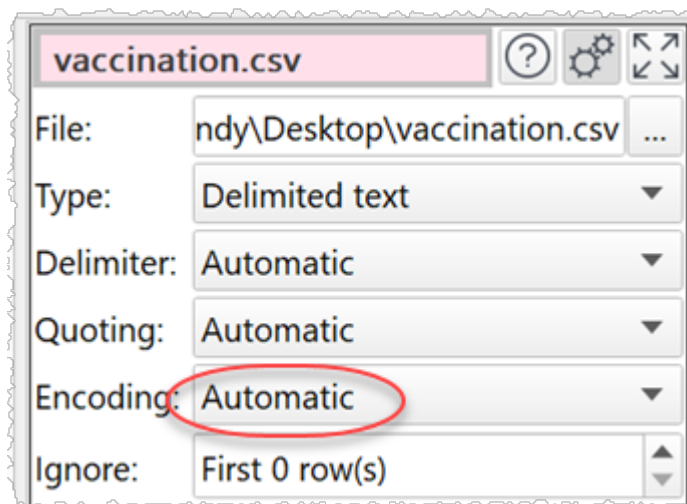 vaccination.csv ?
File: ndy\Desktop\vaccination.csv ...
Type: Delimited text
Delimiter: Automatic
Quoting: Automatic
Encoding: Automatic
Ignore: First 0 row(s)